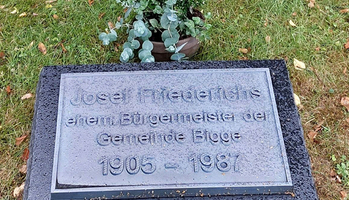 Josef Friederichs
ehem. Bürgermeister der
Gemeinde Bigge
1905 - 1987